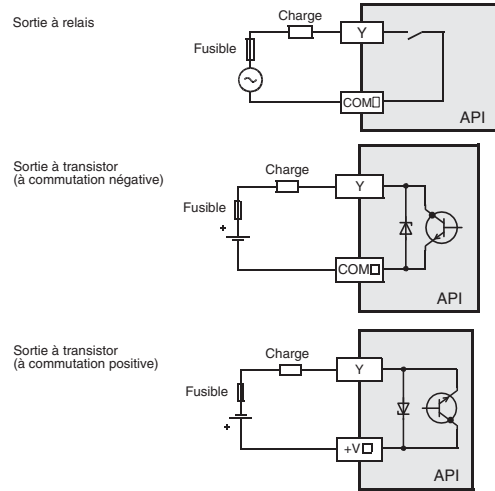 Sortie à relais
Charge
Fusible
Y
COM□
API
Sortie à transistor
(à commutation négative)
Charge
Fusible
Y
+
COM□
API
Sortie à transistor
(à commutation positive)
Charge
Fusible
Y
+
+V□
API